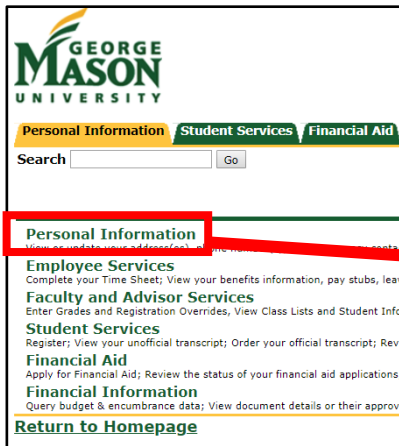 GEORGE
MASON
UNIVERSITY
Personal Information Student Services Financial Aid
Search Go
Personal Information
View or update your address(es), phone
Employee Services
Complete your Time Sheet; View your benefits information, pay stubs,
Faculty and Advisor Services
Enter Grades and Registration Overrides, View Class Lists and Student
Student Services
Register; View your unofficial transcript; Order your official transcript;
Financial Aid
Apply for Financial Aid; Review the status of your financial aid applications
Financial Information
Query budget & encumbrance data; View document details or their
Return to Homepage